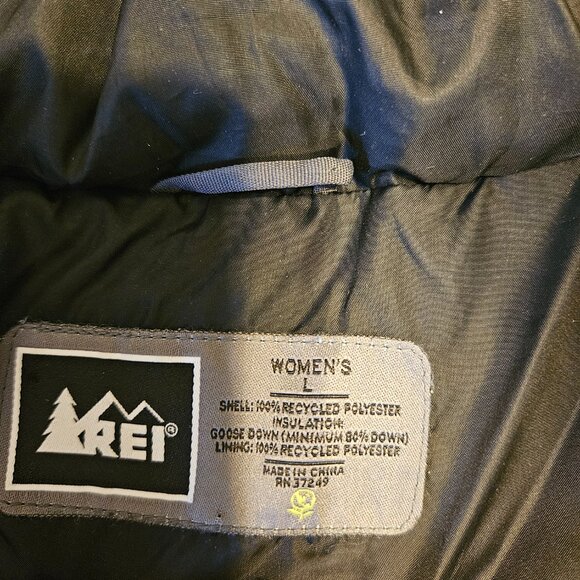 REI®
WOMEN'S
L
SHELL: 100% RECYCLED POLYESTER
INSULATION:
GOOSE DOWN (MINIMUM 80% DOWN)
LINING: 100% RECYCLED POLYESTER
MADE IN CHINA
RN 37249